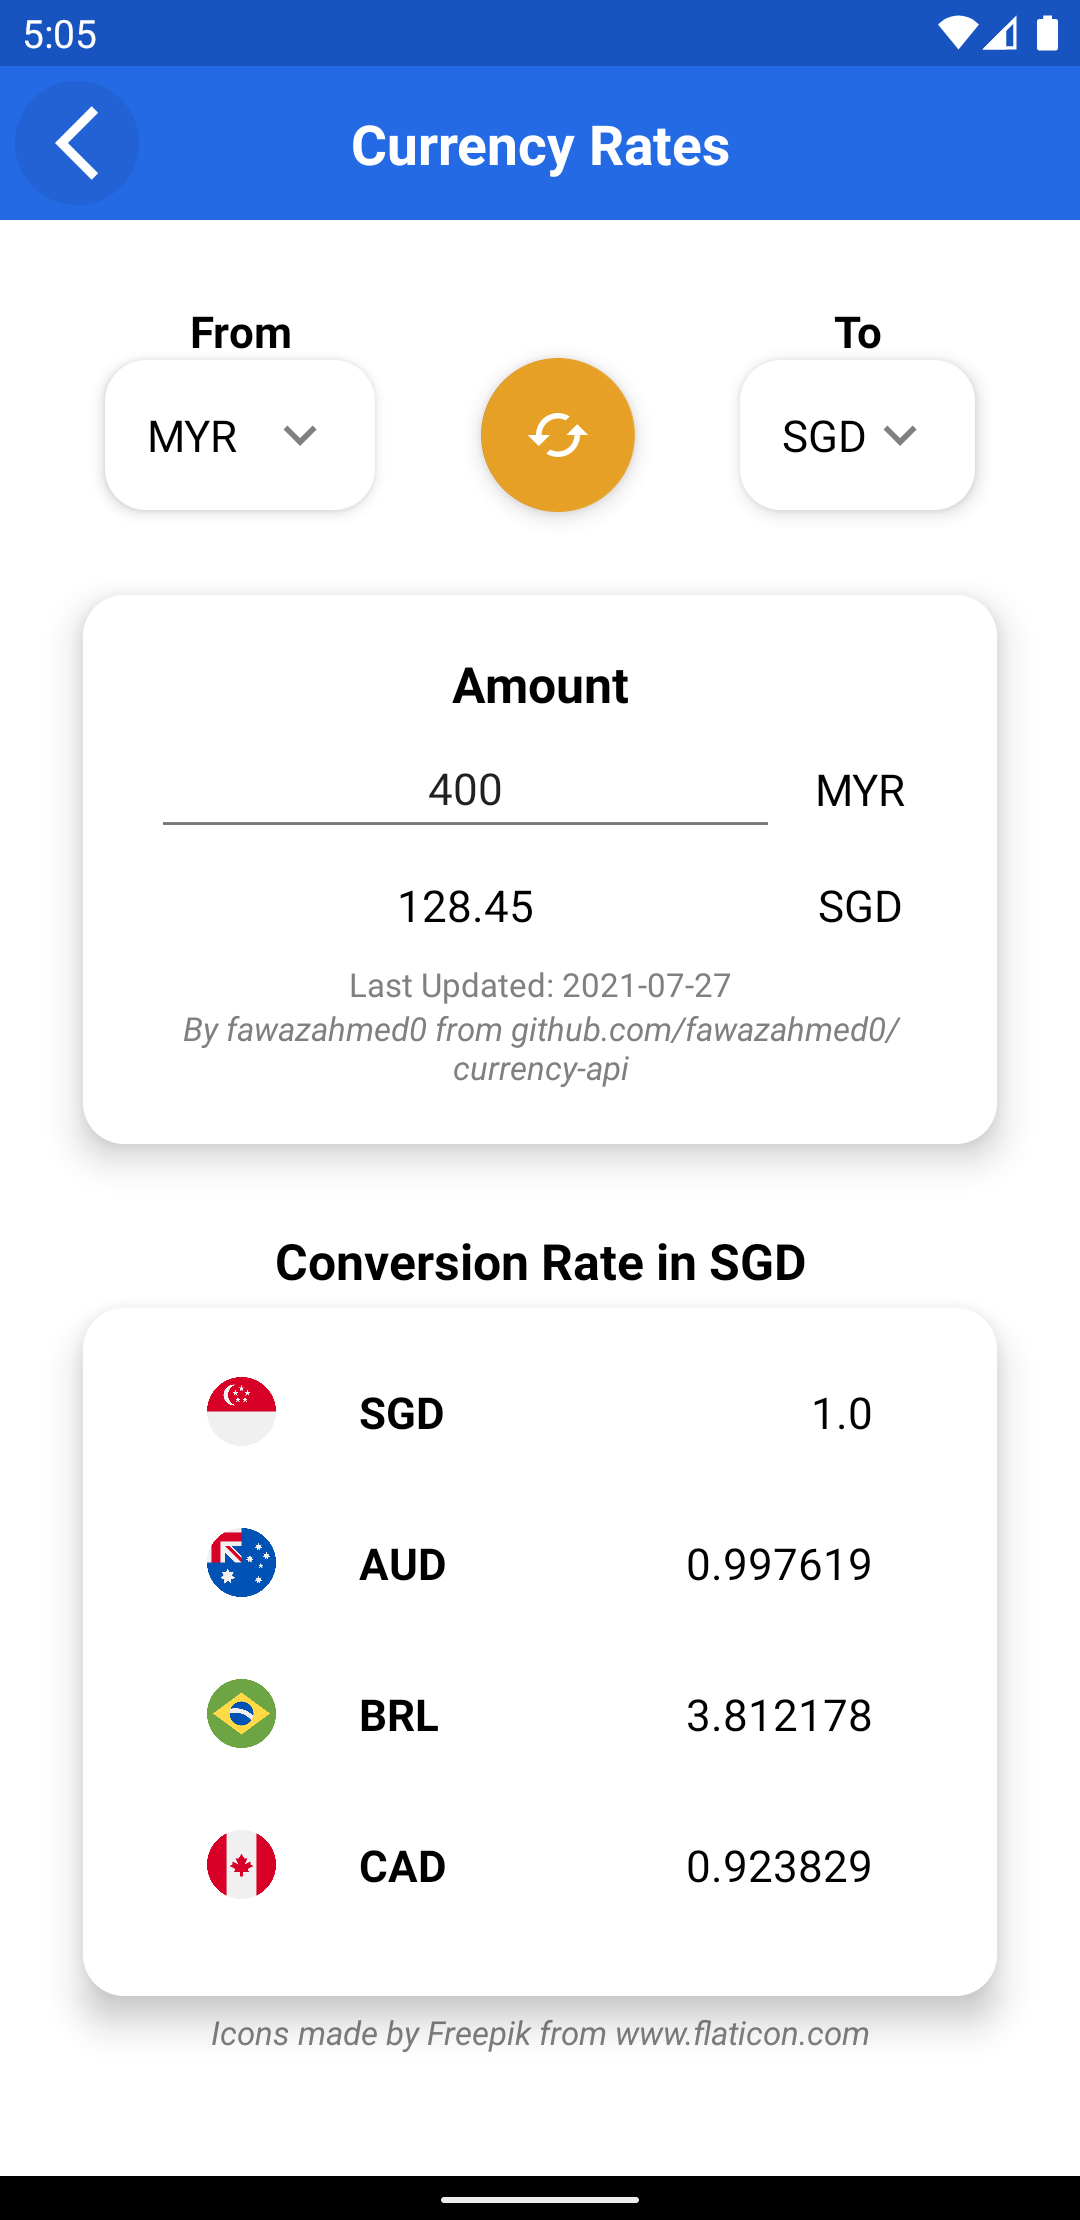 5:05
Currency Rates
From
To
MYR
SGD
Amount
400 MYR
128.45 SGD
Last Updated: 2021-07-27
By fawazahmed0 from github.com/fawazahmed0/
currency-api
Conversion Rate in SGD
SGD 1.0
AUD 0.997619
BRL 3.812178
CAD 0.923829
Icons made by Freepik from www.flaticon.com